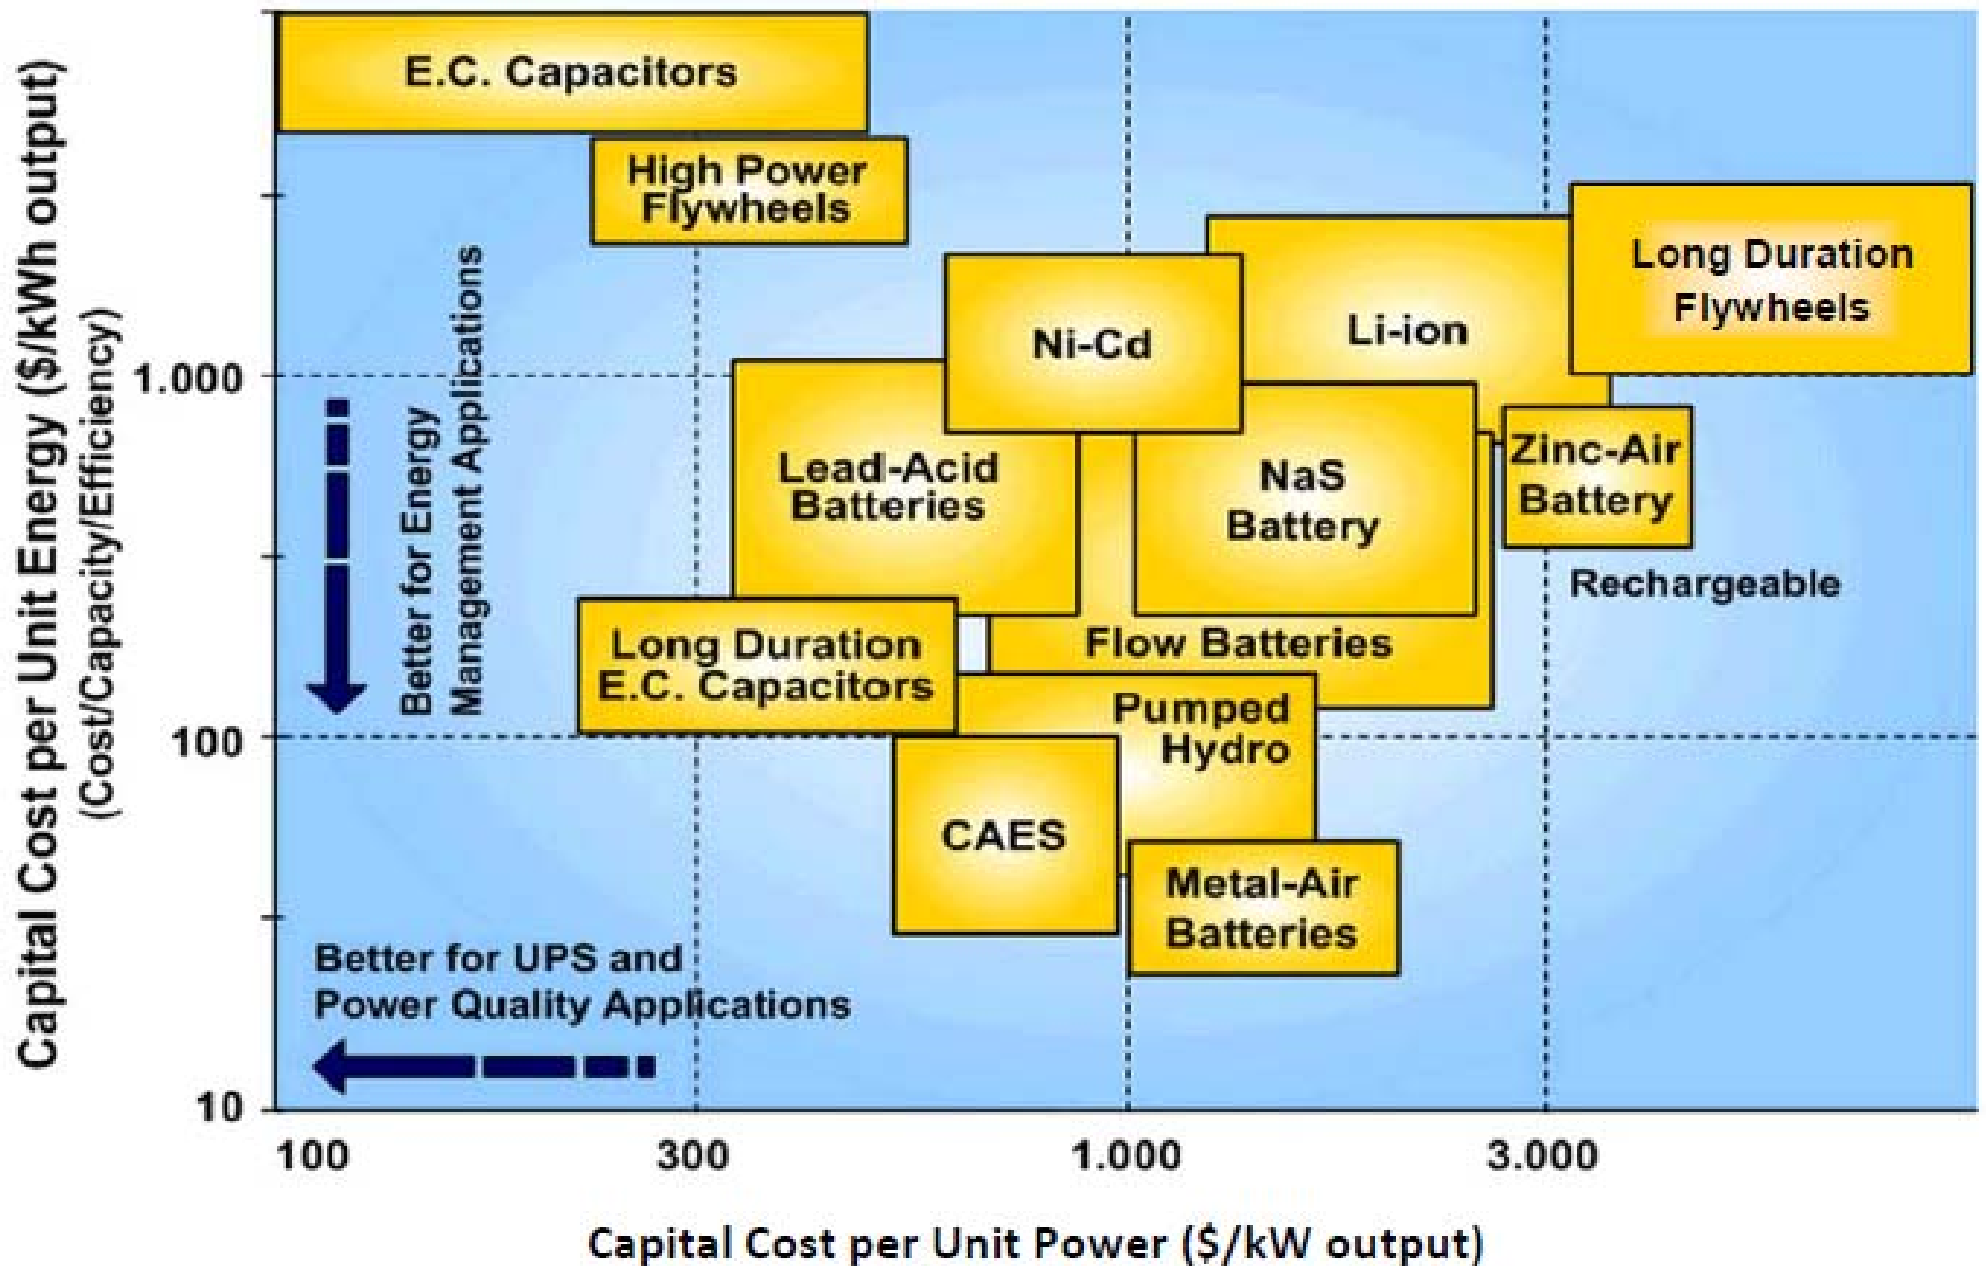 Capital Cost per Unit Energy ($/kWh output)
(Cost/Capacity/Efficiency)
1.000
100
10
E.C. Capacitors
High Power
Flywheels
Long Duration
Flywheels
Ni-Cd
Li-ion
Better for Energy
Management Applications
Lead-Acid
Batteries
NaS
Battery
Zinc-Air
Battery
Rechargeable
Long Duration
E.C. Capacitors
Flow Batteries
Pumped
Hydro
CAES
Metal-Air
Batteries
Better for UPS and
Power Quality Applications
100
300
1.000
3.000
Capital Cost per Unit Power ($/kW output)